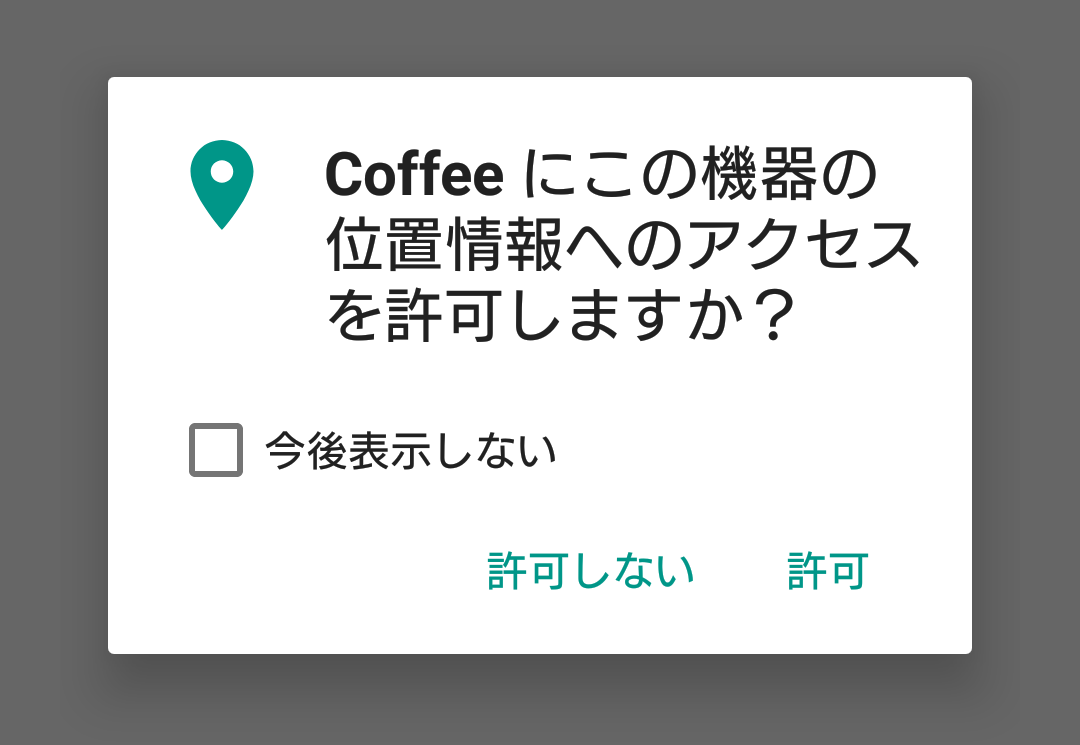 Coffee にこの機器の
位置情報へのアクセス
を許可しますか？
今後表示しない
許可しない 許可